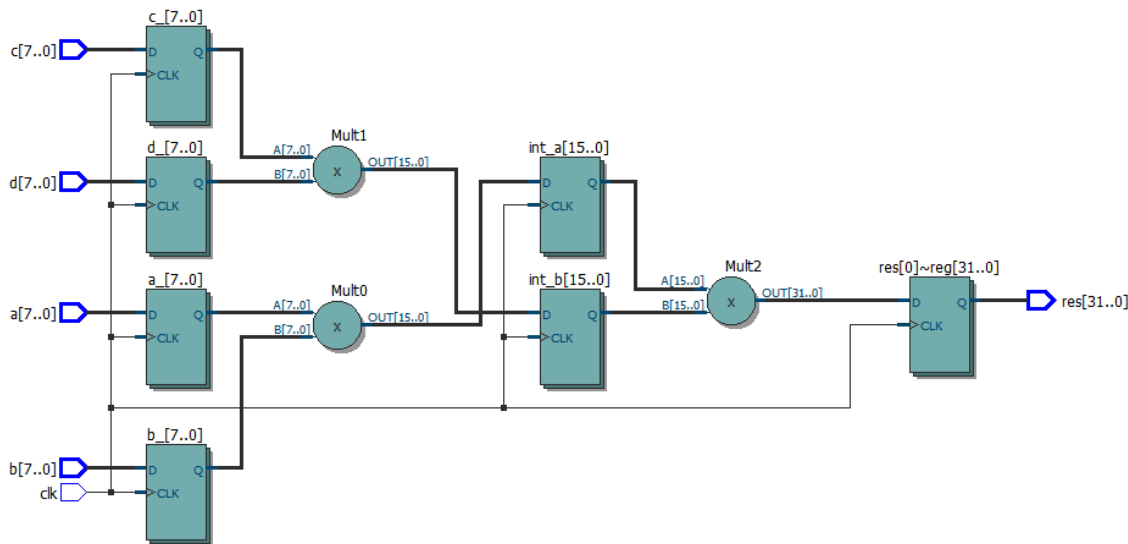 c_[7..0]
c[7..0]
D
Q
CLK
d_[7..0]
d[7..0]
D
Q
CLK
Mult1
A[7..0]
B[7..0]
OUT[15..0]
x
a_[7..0]
a[7..0]
D
Q
CLK
Mult0
A[7..0]
B[7..0]
OUT[15..0]
x
b_[7..0]
b[7..0]
clk
D
Q
CLK
int_a[15..0]
D
Q
CLK
int_b[15..0]
D
Q
CLK
Mult2
A[15..0]
B[15..0]
OUT[31..0]
x
res[0]~reg[31..0]
D
Q
CLK
res[31..0]